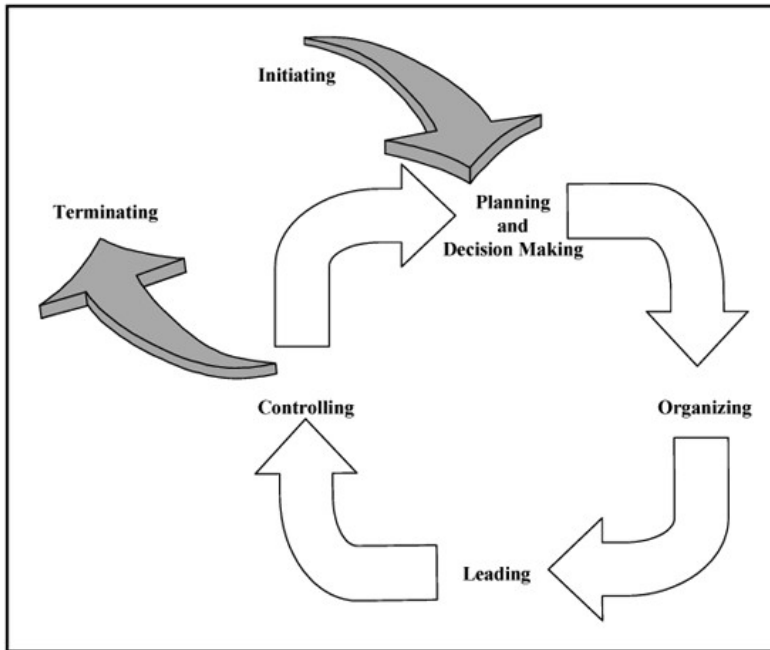 Initiating
Terminating
Planning
and
Decision Making
Controlling
Organizing
Leading